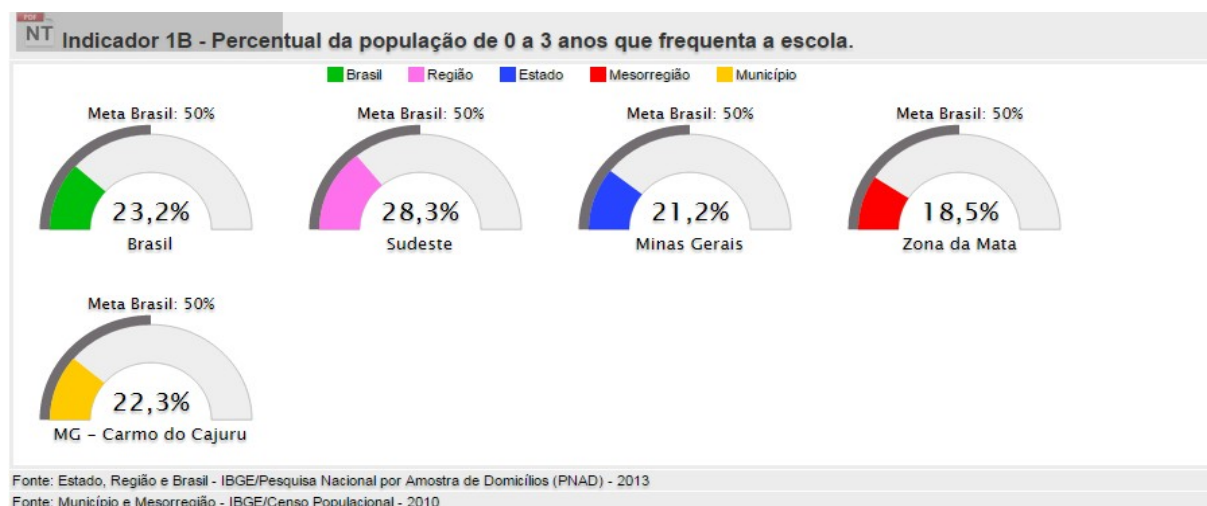 PDF
NT Indicador 1B - Percentual da população de 0 a 3 anos que frequenta a escola.
Brasil Região Estado Mesorregião Município
Meta Brasil: 50% Meta Brasil: 50% Meta Brasil: 50% Meta Brasil: 50%
23,2% 28,3% 21,2% 18,5%
Brasil Sudeste Minas Gerais Zona da Mata
Meta Brasil: 50%
22,3%
MG – Carmo do Cajuru
Fonte: Estado, Região e Brasil - IBGE/Pesquisa Nacional por Amostra de Domicílios (PNAD) - 2013
Fonte: Município e Mesorregião - IBGE/Censo Populacional - 2010